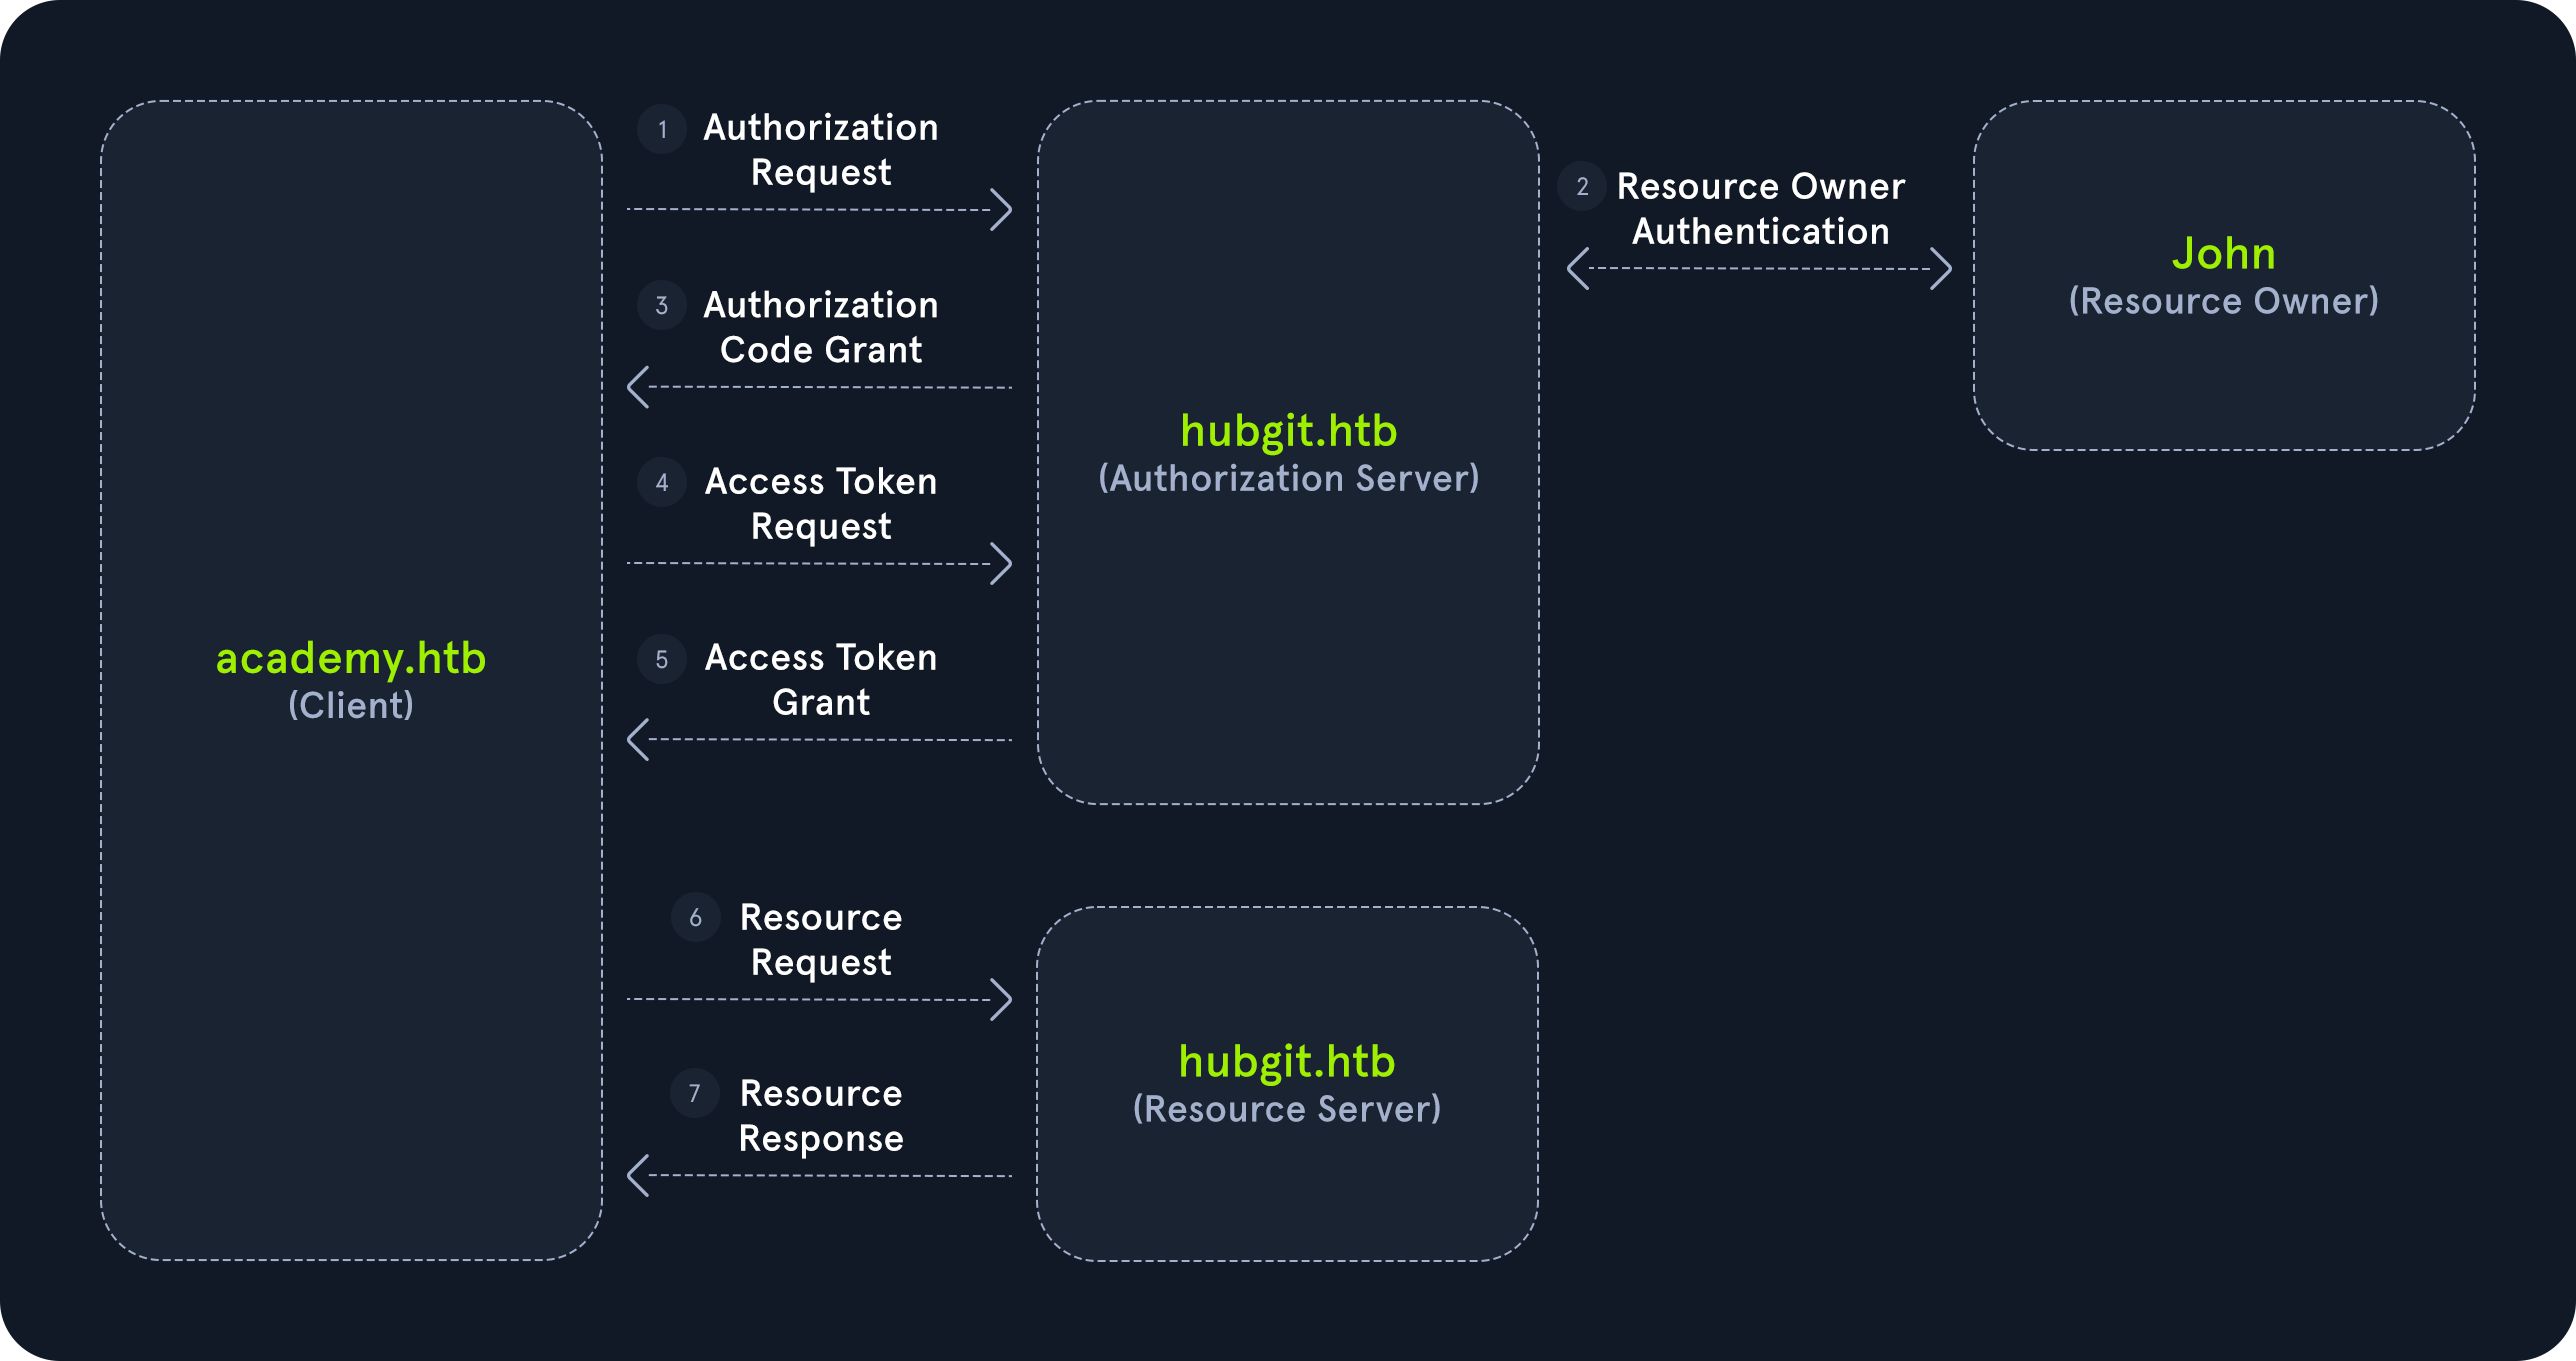 1
Authorization
Request
2
Resource Owner
Authentication
John
(Resource Owner)
3
Authorization
Code Grant
hubgit.htb
(Authorization Server)
4
Access Token
Request
academy.htb
(Client)
5
Access Token
Grant
6
Resource
Request
hubgit.htb
(Resource Server)
7
Resource
Response